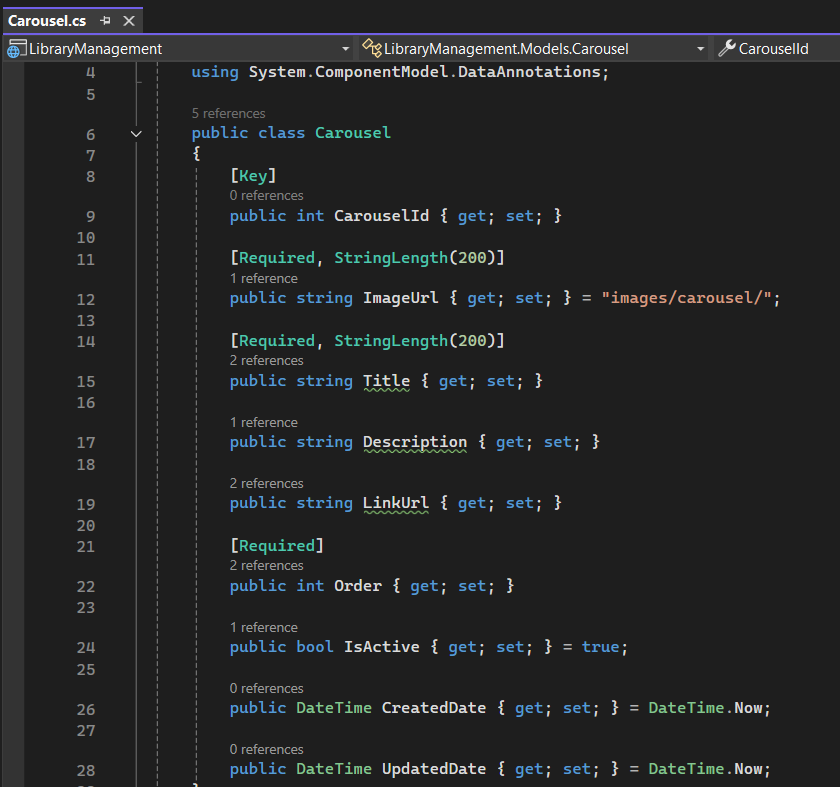 Carousel.cs
LibraryManagement LibraryManagement.Models.Carousel CarouselId
4 using System.ComponentModel.DataAnnotations;
5
5 references
6 public class Carousel
7 {
8 [Key]
0 references
9 public int CarouselId { get; set; }
10
11 [Required, StringLength(200)]
1 reference
12 public string ImageUrl { get; set; } = "images/carousel/";
13
14 [Required, StringLength(200)]
2 references
15 public string Title { get; set; }
16
1 reference
17 public string Description { get; set; }
18
2 references
19 public string LinkUrl { get; set; }
20
21 [Required]
2 references
22 public int Order { get; set; }
23
1 reference
24 public bool IsActive { get; set; } = true;
25
0 references
26 public DateTime CreatedDate { get; set; } = DateTime.Now;
27
0 references
28 public DateTime UpdatedDate { get; set; } = DateTime.Now;